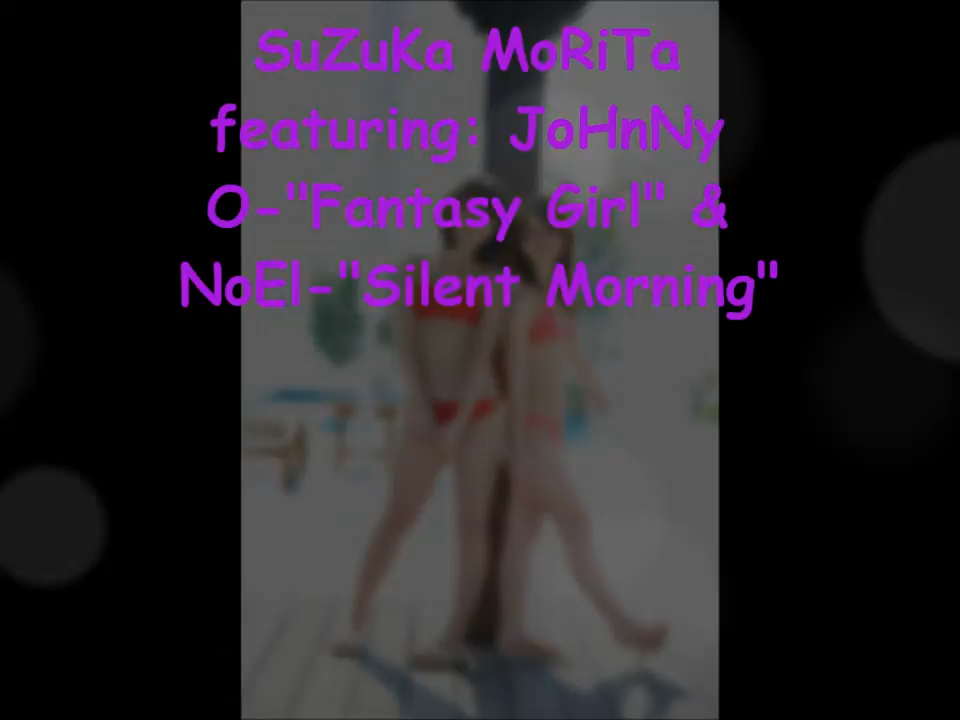 SuZuKa MoRiTa
featuring: JoHnNy
O-"Fantasy Girl" &
NoEl-"Silent Morning"